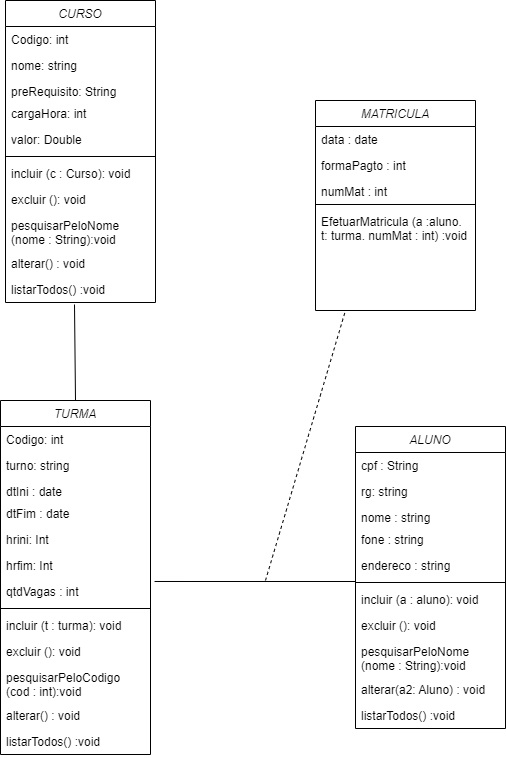 CURSO
Codigo: int
nome: string
preRequisito: String
cargaHora: int
valor: Double
incluir (c : Curso): void
excluir (): void
pesquisarPeloNome
(nome : String):void
alterar() : void
listarTodos() :void
MATRICULA
data : date
formaPagto : int
numMat : int
EfetuarMatricula (a :aluno.
t: turma. numMat : int) :void
TURMA
Codigo: int
turno: string
dtIni : date
dtFim : date
hrini: Int
hrfim: Int
qtdVagas : int
incluir (t : turma): void
excluir (): void
pesquisarPeloCodigo
(cod : int):void
alterar() : void
listarTodos() :void
ALUNO
cpf : String
rg: string
nome : string
fone : string
endereco : string
incluir (a : aluno): void
excluir (): void
pesquisarPeloNome
(nome : String):void
alterar(a2: Aluno) : void
listarTodos() :void